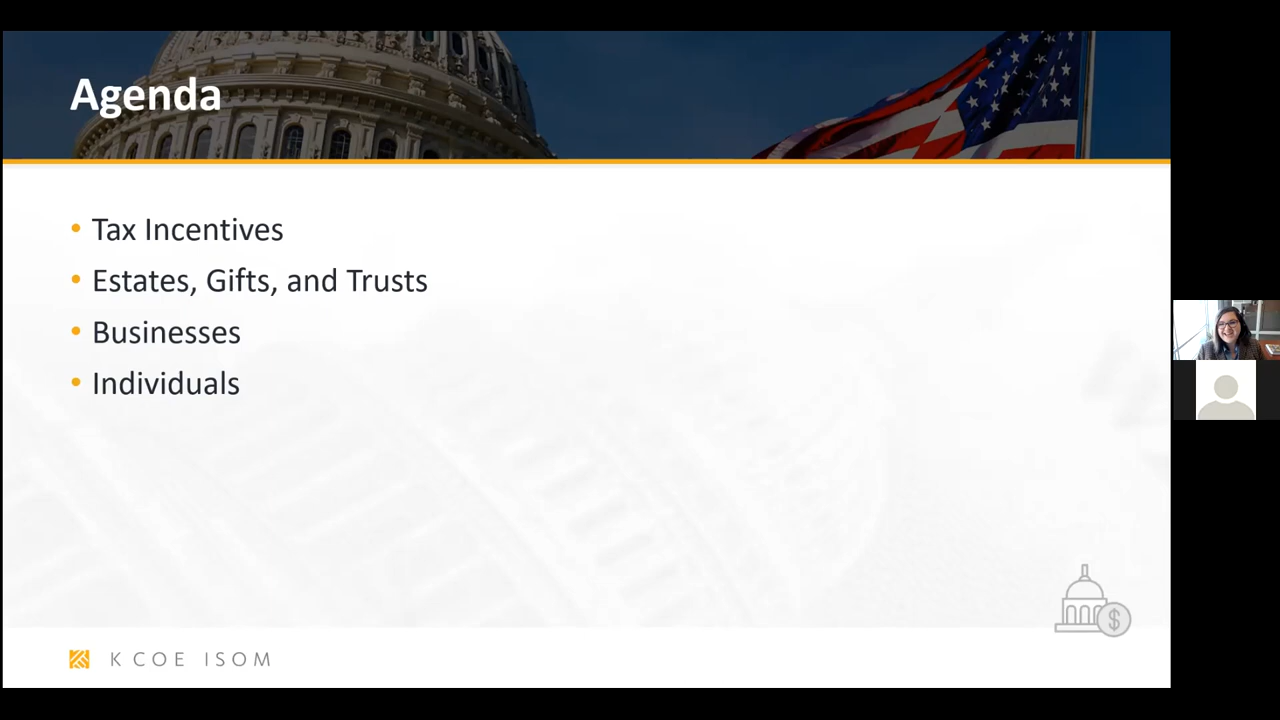 Agenda
• Tax Incentives
• Estates, Gifts, and Trusts
• Businesses
• Individuals
$
K COE ISOM